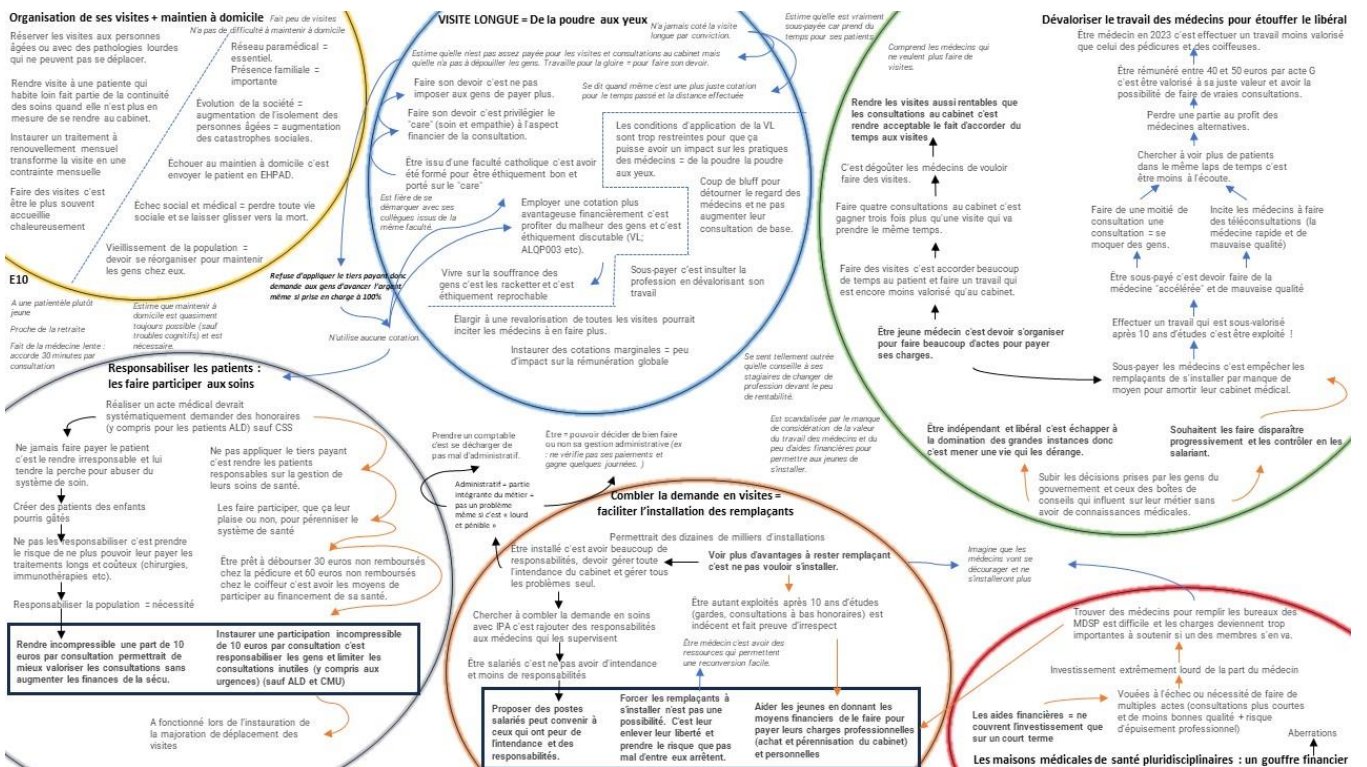 Organisation de ses visites + maintien à domicile
Fait peu de visites
N'a pas de difficulté à maintenir à domicile
Réserver les visites aux personnes
âgées ou avec des pathologies lourdes
qui ne peuvent pas se déplacer.
Rendre visite à une patiente qui
habite loin fait partie de la continuité
des soins quand elle n'est plus en
mesure de se rendre au cabinet.
Instaurer un traitement à
renouvellement mensuel
transforme la visite en une
contrainte mensuelle
Faire des visites c'est
être le plus souvent
accueillie
chaleureusement
Réseau paramédical =
essentiel.
Présence familiale =
importante
Évolution de la société =
augmentation de l'isolement des
personnes âgées = augmentation
des catastrophes sociales.
Échouer au maintien à domicile c'est
envoyer le patient en EHPAD.
Échec social et médical = perdre toute vie
sociale et se laisser glisser vers la mort.
Vieillissement de la population =
devoir se réorganiser pour maintenir
les gens chez eux.
E10
A une patientèle plutôt
jeune
Proche de la retraite
Fait de la médecine lente :
accorde 30 minutes par
consultation
Estime que maintenir à
domicile est quasiment
toujours possible (sauf
troubles cognitifs) et est
nécessaire.
VISITE LONGUE = De la poudre aux yeux
N'a jamais coté la visite
longue par conviction.
Estime qu'elle est vraiment
sous-payée car prend du
temps pour ses patients
Estime qu'elle n'est pas assez payée pour les visites et consultations au cabinet mais
qu'elle n'a pas à dépouiller les gens. Travaille pour la gloire = pour faire son devoir.
Se dit quand même c'est une plus juste cotation
pour le temps passé et la distance effectuée
Faire son devoir c'est ne pas
imposer aux gens de payer plus.
Faire son devoir c'est privilégier le
"care" (soin et empathie) à l'aspect
financier de la consultation.
Être issu d'une faculté catholique c'est avoir
été formé pour être éthiquement bon et
porté sur le "care"
Est fière de se
démarquer avec ses
collègues issus de la
même faculté.
Les conditions d'application de la VL
sont trop restreintes pour que ça
puisse avoir un impact sur les pratiques
des médecins = de la poudre la poudre
aux yeux.
Coup de bluff pour
détourner le regard des
médecins et ne pas
augmenter leur
consultation de base.
Employer une cotation plus
avantageuse financièrement c'est
profiter du malheur des gens et c'est
éthiquement discutable (VL;
ALQP003 etc).
Vivre sur la souffrance des
gens c'est les racketter et c'est
éthiquement reprochable
Sous-payer c'est insulter la
profession en dévalorisant son
travail
Refuse d'appliquer le tiers payant donc
demande aux gens d'avancer l'argent
même si prise en charge à 100%
N'utilise aucune cotation.
Élargir à une revalorisation de toutes les visites pourrait
inciter les médecins à en faire plus.
Instaurer des cotations marginales = peu
d'impact sur la rémunération globale
Se sent tellement outrée
qu'elle conseille à ses
stagiaires de changer de
profession devant le peu
de rentabilité.
Est scandalisée par le manque
de considération de la valeur
du travail des médecins et du
peu d'aides financières pour
permettre aux jeunes de
s'installer.
Dévaloriser le travail des médecins pour étouffer le libéral
Être médecin en 2023 c'est effectuer un travail moins valorisé
que celui des pédicures et des coiffeuses.
Comprend les médecins qui
ne veulent plus faire de
visites.
Être rémunéré entre 40 et 50 euros par acte G
c'est être valorisé à sa juste valeur et avoir la
possibilité de faire de vraies consultations.
Rendre les visites aussi rentables que
les consultations au cabinet c'est
rendre acceptable le fait d'accorder du
temps aux visites
Perdre une partie au profit des
médecines alternatives.
Chercher à voir plus de patients
dans le même laps de temps c'est
être moins à l'écoute.
C'est dégoûter les médecins de vouloir
faire des visites.
Faire quatre consultations au cabinet c'est
gagner trois fois plus qu'une visite qui va
prendre le même temps.
Faire de une moitié de
consultation une
consultation = se
moquer des gens.
Incite les médecins à faire
des téléconsultations (la
médecine rapide et de
mauvaise qualité)
Faire des visites c'est accorder beaucoup
de temps au patient et faire un travail qui
est encore moins valorisé qu'au cabinet.
Être sous-payé c'est devoir faire de la
médecine "accélérée" et de mauvaise qualité
Effectuer un travail qui est sous-valorisé
après 10 ans d'études c'est être exploité !
Être jeune médecin c'est devoir s'organiser
pour faire beaucoup d'actes pour payer
ses charges.
Sous-payer les médecins c'est empêcher les
remplaçants de s'installer par manque de
moyen pour amortir leur cabinet médical.
Être indépendant et libéral c'est échapper à
la domination des grandes instances donc
c'est mener une vie qui les dérange.
Souhaitent les faire disparaître
progressivement et les contrôler en les
salariant.
Subir les décisions prises par les gens du
gouvernement et ceux des boîtes de
conseils qui influent sur leur métier sans
avoir de connaissances médicales.
Responsabiliser les patients :
les faire participer aux soins
Réaliser un acte médical devrait
systématiquement demander des honoraires
(y compris pour les patients ALD) sauf CSS
Ne jamais faire payer le patient
c'est le rendre irresponsable et lui
tendre la perche pour abuser du
système de soin.
Créer des patients des enfants
pourris gâtés
Ne pas les responsabiliser c'est prendre
le risque de ne plus pouvoir leur payer les
traitements longs et coûteux (chirurgies,
immunothérapies etc).
Responsabiliser la population = nécessité
Ne pas appliquer le tiers payant
c'est rendre les patients
responsables sur la gestion de
leurs soins de santé.
Les faire participer, que ça leur
plaise ou non, pour pérenniser le
système de santé
Être prêt à débourser 30 euros non remboursés
chez la pédicure et 60 euros non remboursés
chez le coiffeur c'est avoir les moyens de
participer au financement de sa santé.
Rendre incompressible une part de 10
euros par consultation permettrait de
mieux valoriser les consultations sans
augmenter les finances de la sécu.
Instaurer une participation incompressible
de 10 euros par consultation c'est
responsabiliser les gens et limiter les
consultations inutiles (y compris aux
urgences) (sauf ALD et CMU)
A fonctionné lors de l'instauration de
la majoration de déplacement des
visites
Prendre un comptable
c'est se décharger de
pas mal d'administratif.
Être = pouvoir décider de bien faire
ou non sa gestion administrative (ex
: ne vérifie pas ses paiements et
gagne quelques journées. )
Administratif = partie
intégrante du métier =
pas un problème
même si c'est « lourd
et pénible »
Combler la demande en visites =
faciliter l'installation des remplaçants
Permettrait des dizaines de milliers d'installations
Être installé c'est avoir beaucoup de
responsabilités, devoir gérer toute
l'intendance du cabinet et gérer tous
les problèmes seul.
Voir plus d'avantages à rester remplaçant
c'est ne pas vouloir s'installer.
Chercher à combler la demande en soins
avec IPA c'est rajouter des responsabilités
aux médecins qui les supervisent
Être autant exploités après 10 ans d'études
(gardes, consultations à bas honoraires) est
indécent et fait preuve d'irrespect
Être médecin c'est avoir des
ressources qui permettent
une reconversion facile.
Être salariés c'est ne pas avoir d'intendance
et moins de responsabilités
Proposer des postes
salariés peut convenir à
ceux qui ont peur de
l'intendance et des
responsabilités.
Forcer les remplaçants à
s'installer n'est pas une
possibilité. C'est leur
enlever leur liberté et
prendre le risque que pas
mal d'entre eux arrêtent.
Aider les jeunes en donnant les
moyens financiers de le faire pour
payer leurs charges professionnelles
(achat et pérennisation du cabinet)
et personnelles
Imagine que les
médecins vont se
décourager et ne
s'installeront plus
Trouver des médecins pour remplir les bureaux des
MDSP est difficile et les charges deviennent trop
importantes à soutenir si un des membres s'en va.
Investissement extrêmement lourd de la part du médecin
Les aides financières = ne
couvrent l'investissement que
sur un court terme
Vouées à l'échec ou nécessité de faire de
multiples actes (consultations plus courtes
et de moins bonnes qualité + risque
d'épuisement professionnel)
Aberrations
Les maisons médicales de santé pluridisciplinaires : un gouffre financier